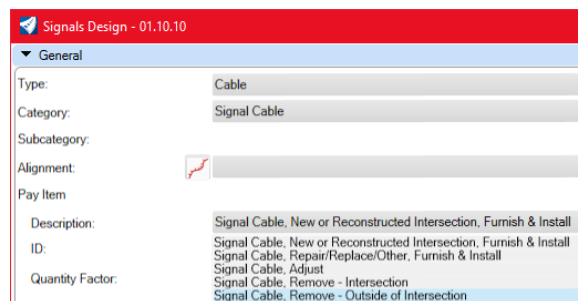 Signals Design - 01.10.10
General
Type: Cable
Category: Signal Cable
Subcategory:
Alignment:
Pay Item
Description: Signal Cable, New or Reconstructed Intersection, Furnish & Install
ID: Signal Cable, New or Reconstructed Intersection, Furnish & Install
Signal Cable, Repair/Replace/Other, Furnish & Install
Signal Cable, Adjust
Quantity Factor: Signal Cable, Remove - Intersection
Signal Cable, Remove - Outside of Intersection